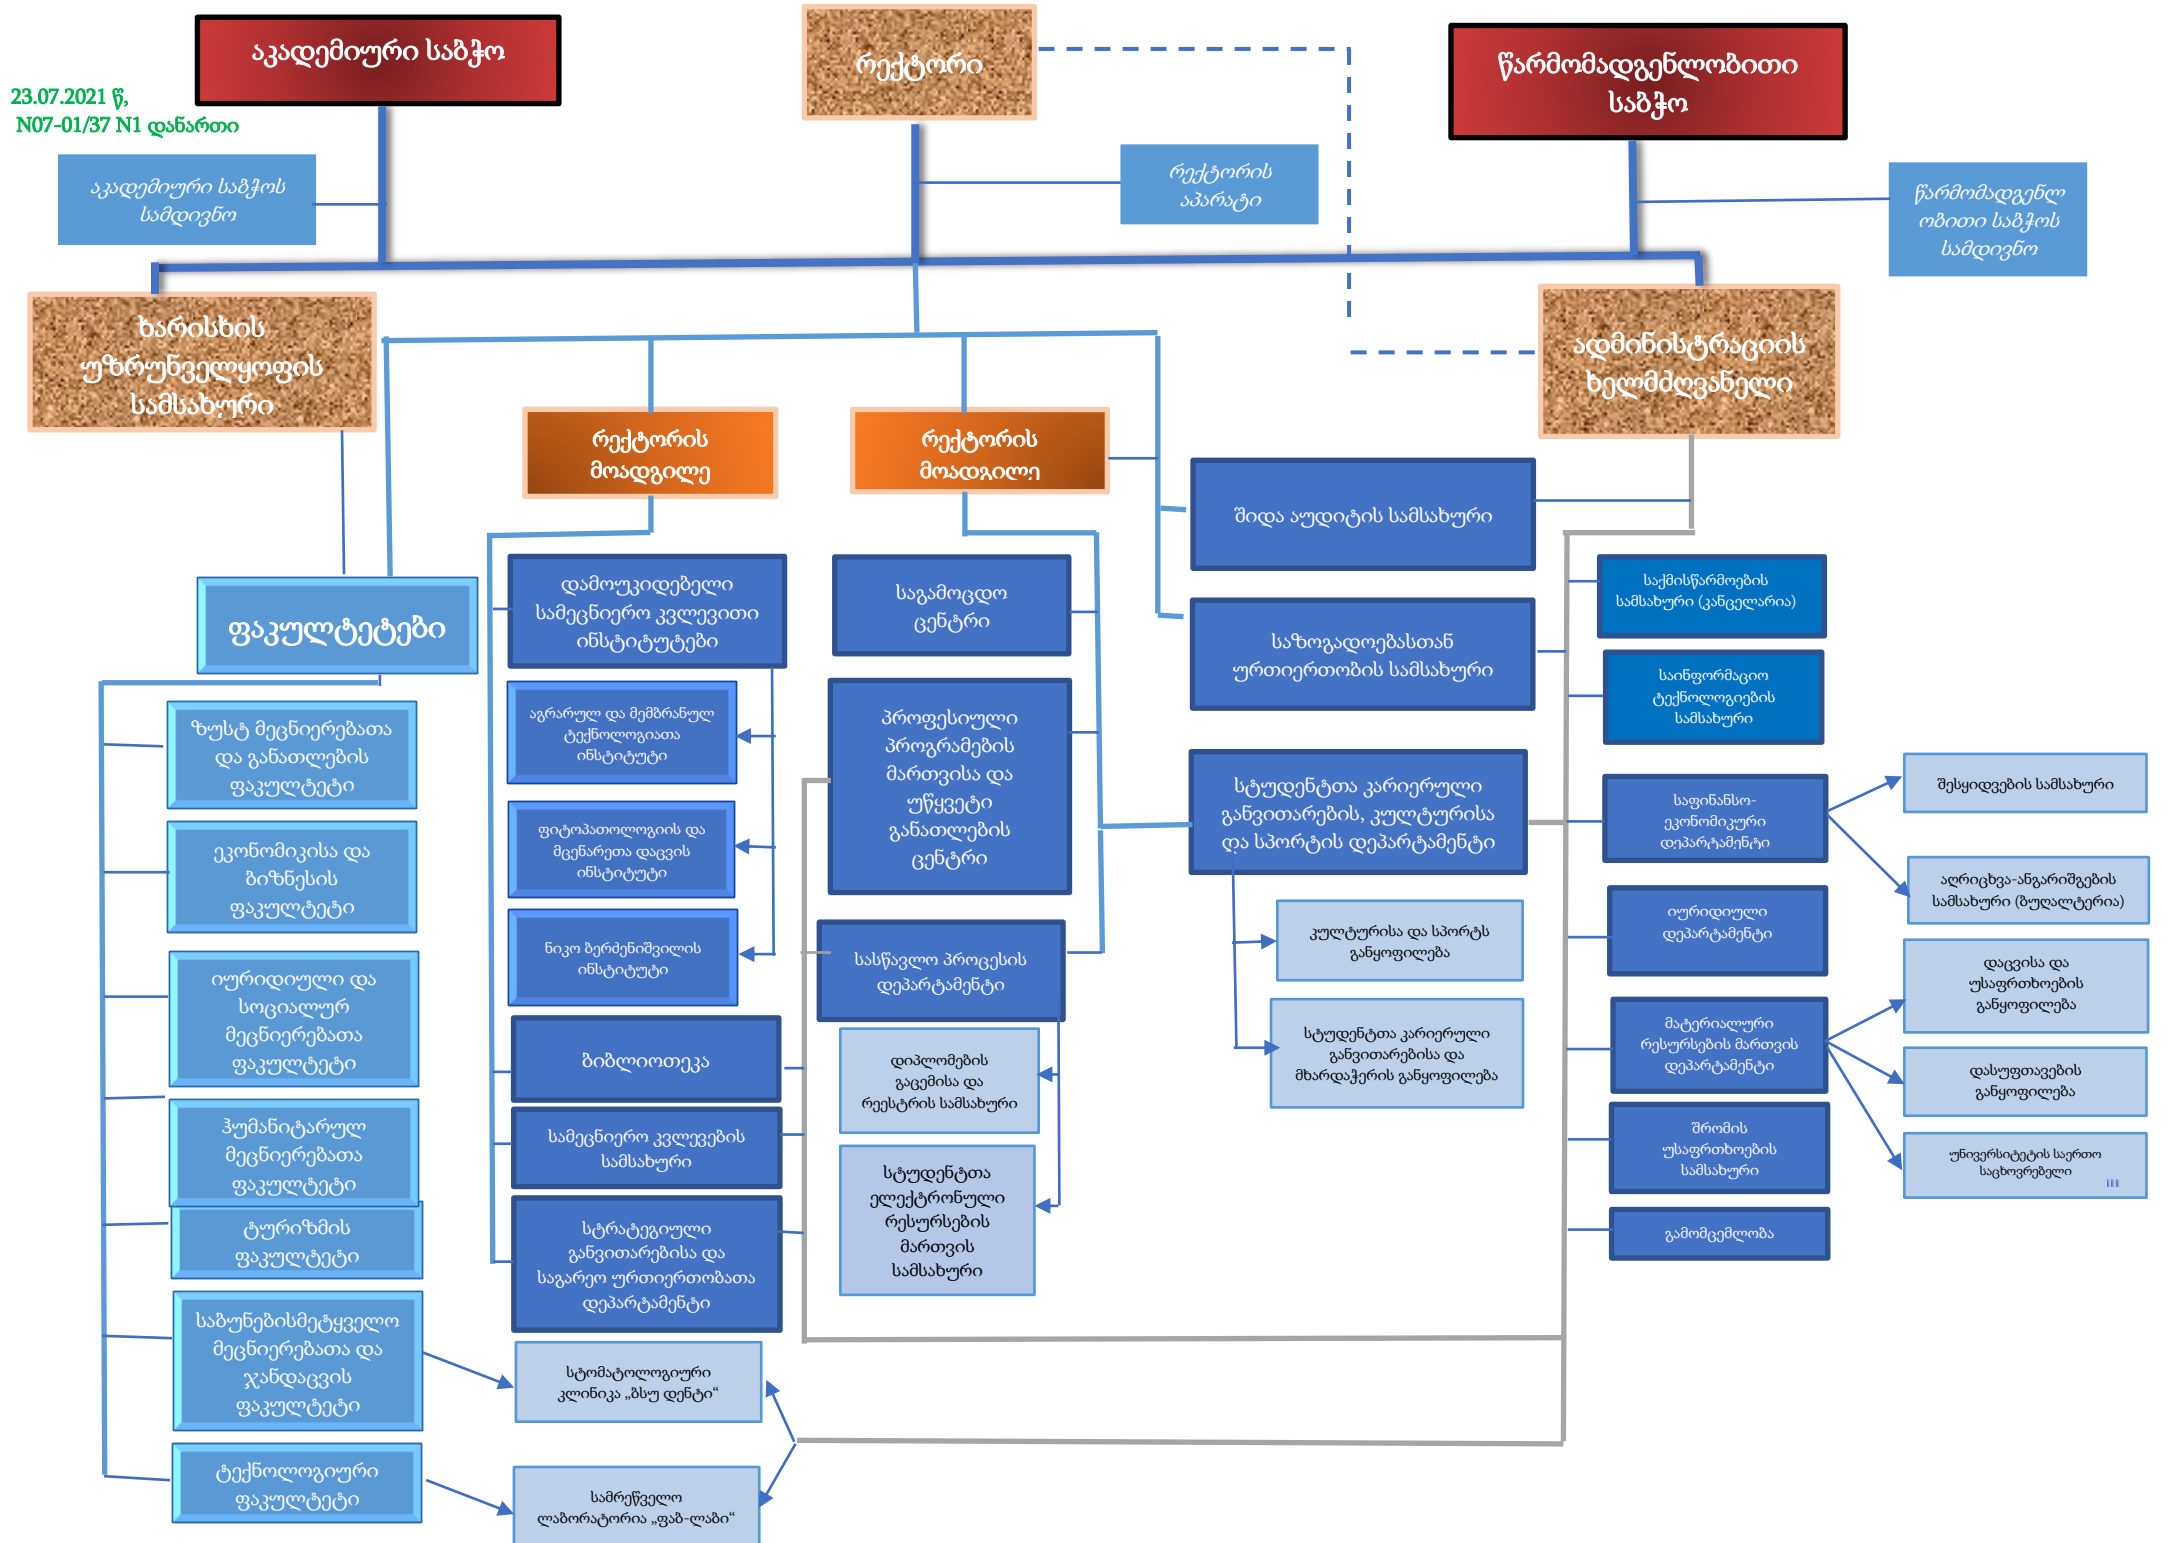 აკადემიური საბჭო
რექტორი
წარმომადგენლობითი
საბჭო
23.07.2021 წ,
N07-01/37 N1 დანართი
აკადემიური საბჭოს
სამდივნო
რექტორის
აპარატი
წარმომადგენლ
ობითი საბჭოს
სამდივნო
ხარისხის
უზრუნველყოფის
სამსახური
ადმინისტრაციის
ხელმძღვანელი
რექტორის
მოადგილე
რექტორის
მოადგილე
შიდა აუდიტის სამსახური
ფაკულტეტები
დამოუკიდებელი
სამეცნიერო კვლევითი
ინსტიტუტები
საგამოცდო
ცენტრი
საზოგადოებასთან
ურთიერთობის სამსახური
საქმისწარმოების
სამსახური (კანცელარია)
საინფორმაციო
ტექნოლოგიების
სამსახური
ზუსტ მეცნიერებათა
და განათლების
ფაკულტეტი
აგრარულ და მემბრანულ
ტექნოლოგიათა
ინსტიტუტი
პროფესიული
პროგრამების
მართვისა და
უწყვეტი
განათლების
ცენტრი
სტუდენტთა კარიერული
განვითარების, კულტურისა
და სპორტის დეპარტამენტი
საფინანსო-
ეკონომიკური
დეპარტამენტი
შესყიდვების სამსახური
ეკონომიკისა და
ბიზნესის
ფაკულტეტი
ფიტოპათოლოგიის და
მცენარეთა დაცვის
ინსტიტუტი
აღრიცხვა-ანგარიშგების
სამსახური (ბუღალტერია)
იურიდიული
დეპარტამენტი
იურიდიული და
სოციალურ
მეცნიერებათა
ფაკულტეტი
ნიკო ბერძენიშვილის
ინსტიტუტი
სასწავლო პროცესის
დეპარტამენტი
კულტურისა და სპორტს
განყოფილება
დაცვისა და
უსაფრთხოების
განყოფილება
ბიბლიოთეკა
დიპლომების
გაცემისა და
რეესტრის სამსახური
სტუდენტთა კარიერული
განვითარებისა და
მხარდაჭერის განყოფილება
მატერიალური
რესურსების მართვის
დეპარტამენტი
დასუფთავების
განყოფილება
ჰუმანიტარულ
მეცნიერებათა
ფაკულტეტი
სამეცნიერო კვლევების
სამსახური
სტუდენტთა
ელექტრონული
რესურსების
მართვის
სამსახური
შრომის
უსაფრთხოების
სამსახური
უნივერსიტეტის საერთო
საცხოვრებელი
ტურიზმის
ფაკულტეტი
სტრატეგიული
განვითარებისა და
საგარეო ურთიერთობათა
დეპარტამენტი
გამომცემლობა
საბუნებისმეტყველო
მეცნიერებათა და
ჯანდაცვის
ფაკულტეტი
სტომატოლოგიური
კლინიკა „ბსუ დენტი“
ტექნოლოგიური
ფაკულტეტი
სამრეწველო
ლაბორატორია „ფაბ-ლაბი“